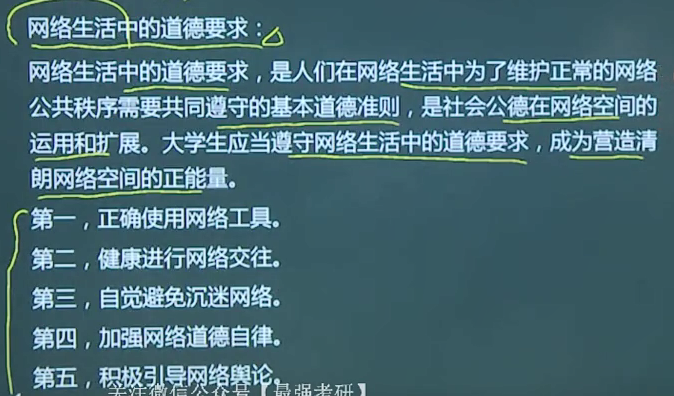 网络生活中的道德要求：
网络生活中的道德要求，是人们在网络生活中为了维护正常的网络
公共秩序需要共同遵守的基本道德准则，是社会公德在网络空间的
运用和扩展。大学生应当遵守网络生活中的道德要求，成为营造清
朗网络空间的正能量。
第一，正确使用网络工具。
第二，健康进行网络交往。
第三，自觉避免沉迷网络。
第四，加强网络道德自律。
第五，积极引导网络舆论。
关注微信公众号【最强考研】